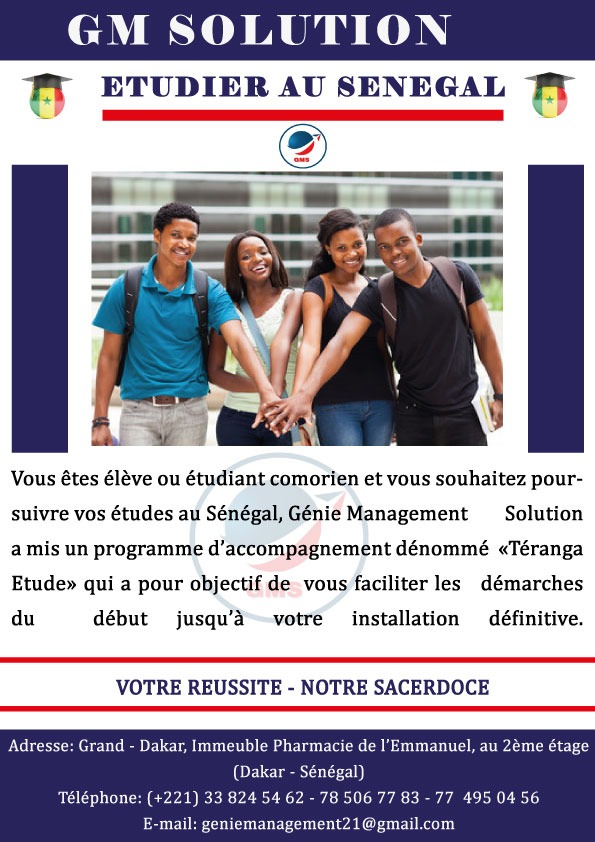 GM SOLUTION
ETUDIER AU SENEGAL
GMS
Vous êtes élève ou étudiant comorien et vous souhaitez pour-
suivre vos études au Sénégal, Génie Management Solution
a mis un programme d’accompagnement dénommé «Téranga
Etude» qui a pour objectif de vous faciliter les démarches
du début jusqu’à votre installation définitive.
GMS
VOTRE REUSSITE - NOTRE SACERDOCE
Adresse: Grand - Dakar, Immeuble Pharmacie de l’Emmanuel, au 2ème étage
(Dakar - Sénégal)
Téléphone: (+221) 33 824 54 62 - 78 506 77 83 - 77 495 04 56
E-mail: geniemanagement21@gmail.com